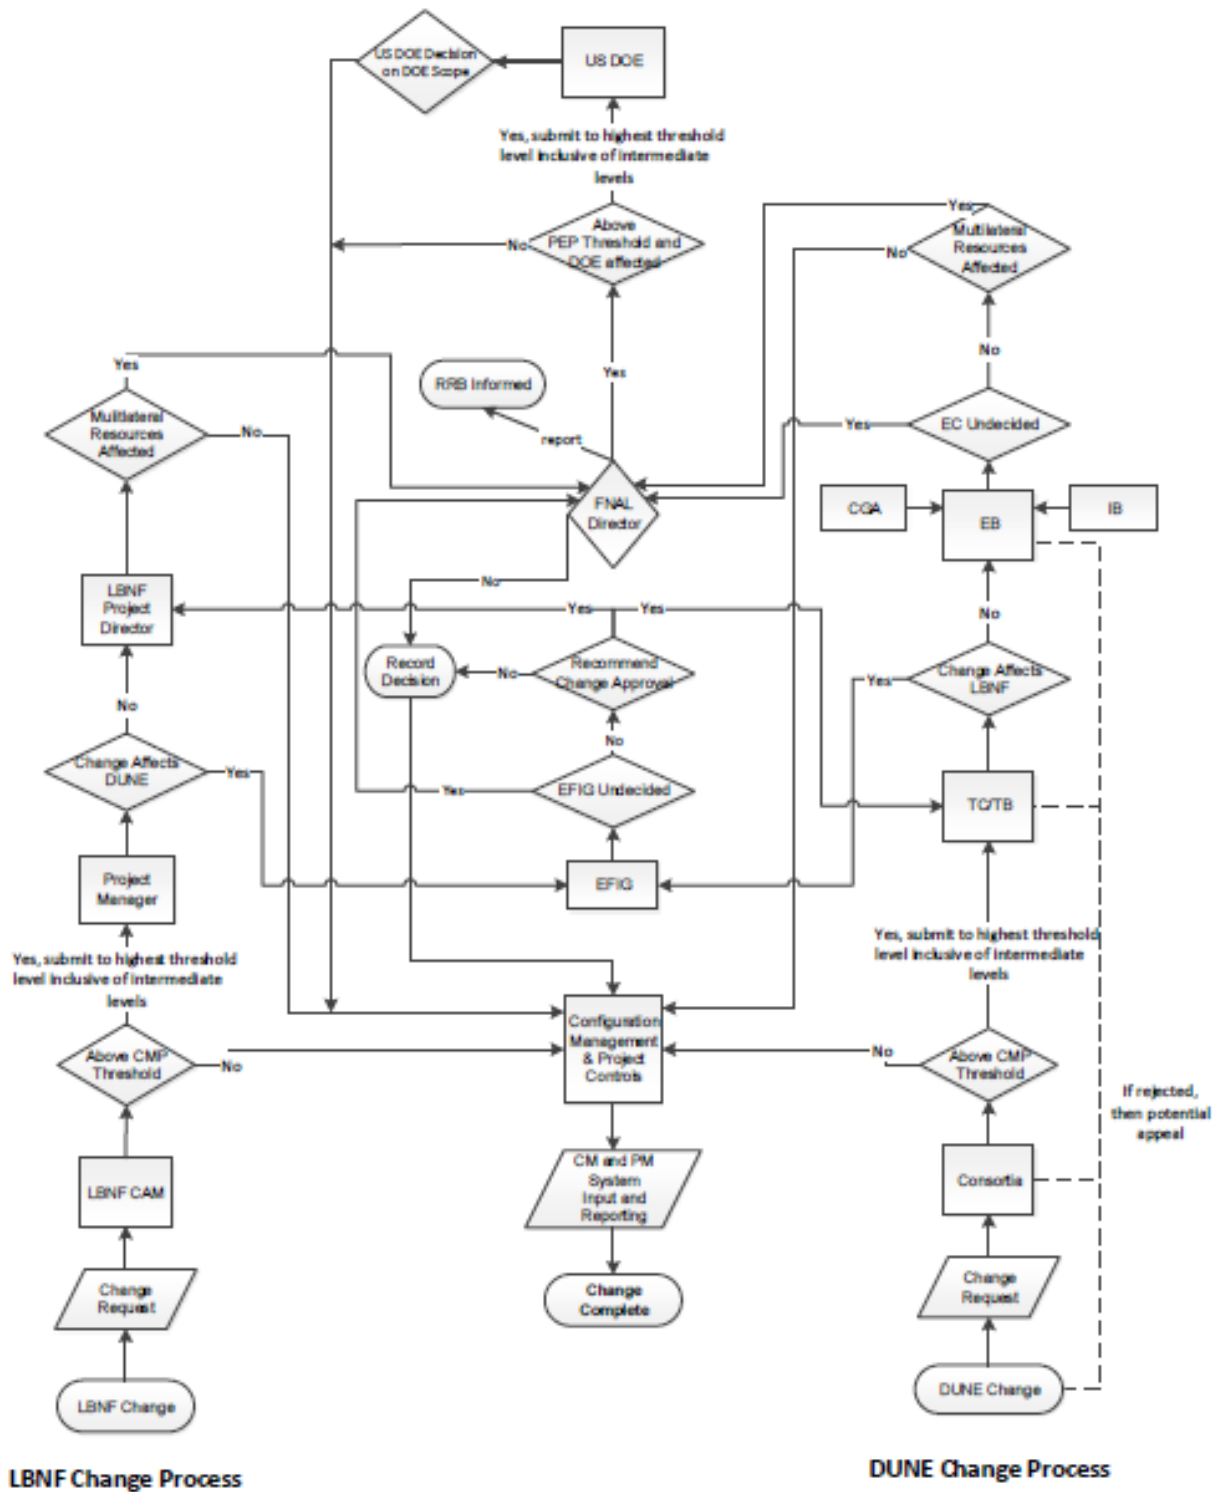 US DOE Decision
on DOE Scope
US DOE
Yes, submit to highest threshold
level inclusive of intermediate
levels
Above
PEP Threshold and
DOE affected
No
Yes
Multilateral
Resources
Affected
No
Yes
Yes
RRB Informed
report
No
Mulitlateral
Resources
Affected
No
Yes
EC Undecided
FNAL
Director
CGA
EB
IB
No
LBNF
Project
Director
Yes
Yes
No
Record
Decision
No
Recommend
Change Approval
Yes
Change Affects
LBNF
No
No
Change Affects
DUNE
Yes
Yes
EFIG Undecided
TC/TB
Project
Manager
EFIG
Yes, submit to highest threshold
level inclusive of intermediate
levels
Yes, submit to highest threshold
level inclusive of intermediate
levels
Configuration
Management
& Project
Controls
Above CMP
Threshold
No
No
Above CMP
Threshold
If rejected,
then potential
appeal
LBNF CAM
CM and PM
System
Input and
Reporting
Consortia
Change
Request
Change
Complete
Change
Request
LBNF Change
DUNE Change
LBNF Change Process
DUNE Change Process